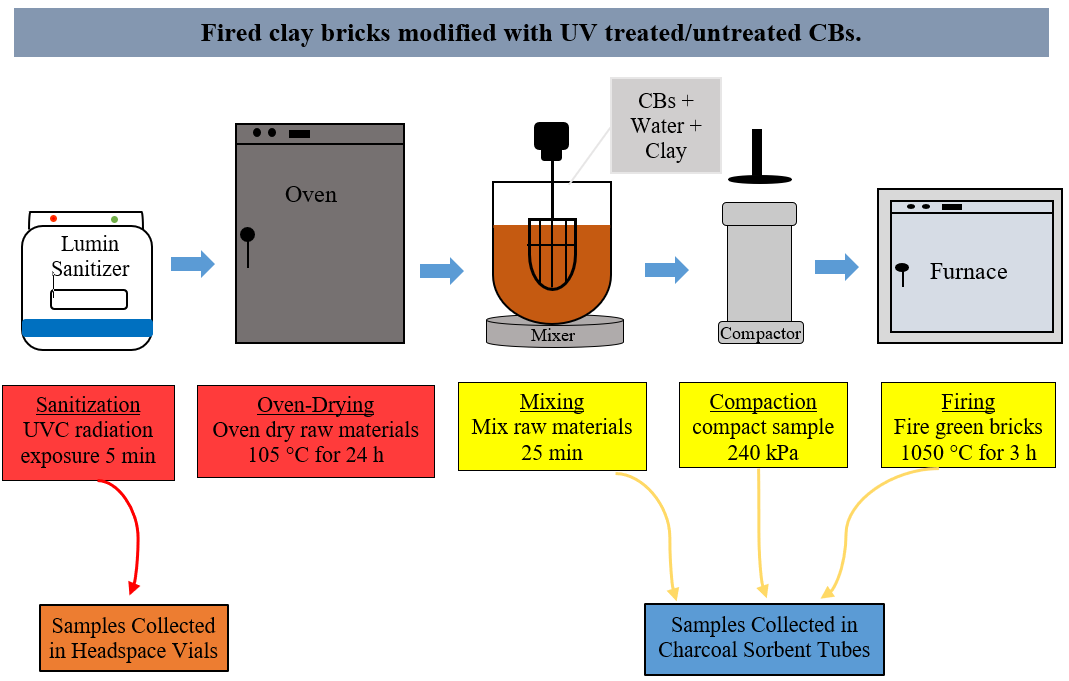 Fired clay bricks modified with UV treated/untreated CBs.
CBs +
Water +
Clay
Lumin
Sanitizer
Oven
Mixer
Compactor
Furnace
Sanitization
UVC radiation
exposure 5 min
Oven-Drying
Oven dry raw materials
105 °C for 24 h
Mixing
Mix raw materials
25 min
Compaction
compact sample
240 kPa
Firing
Fire green bricks
1050 °C for 3 h
Samples Collected
in Headspace Vials
Samples Collected in
Charcoal Sorbent Tubes